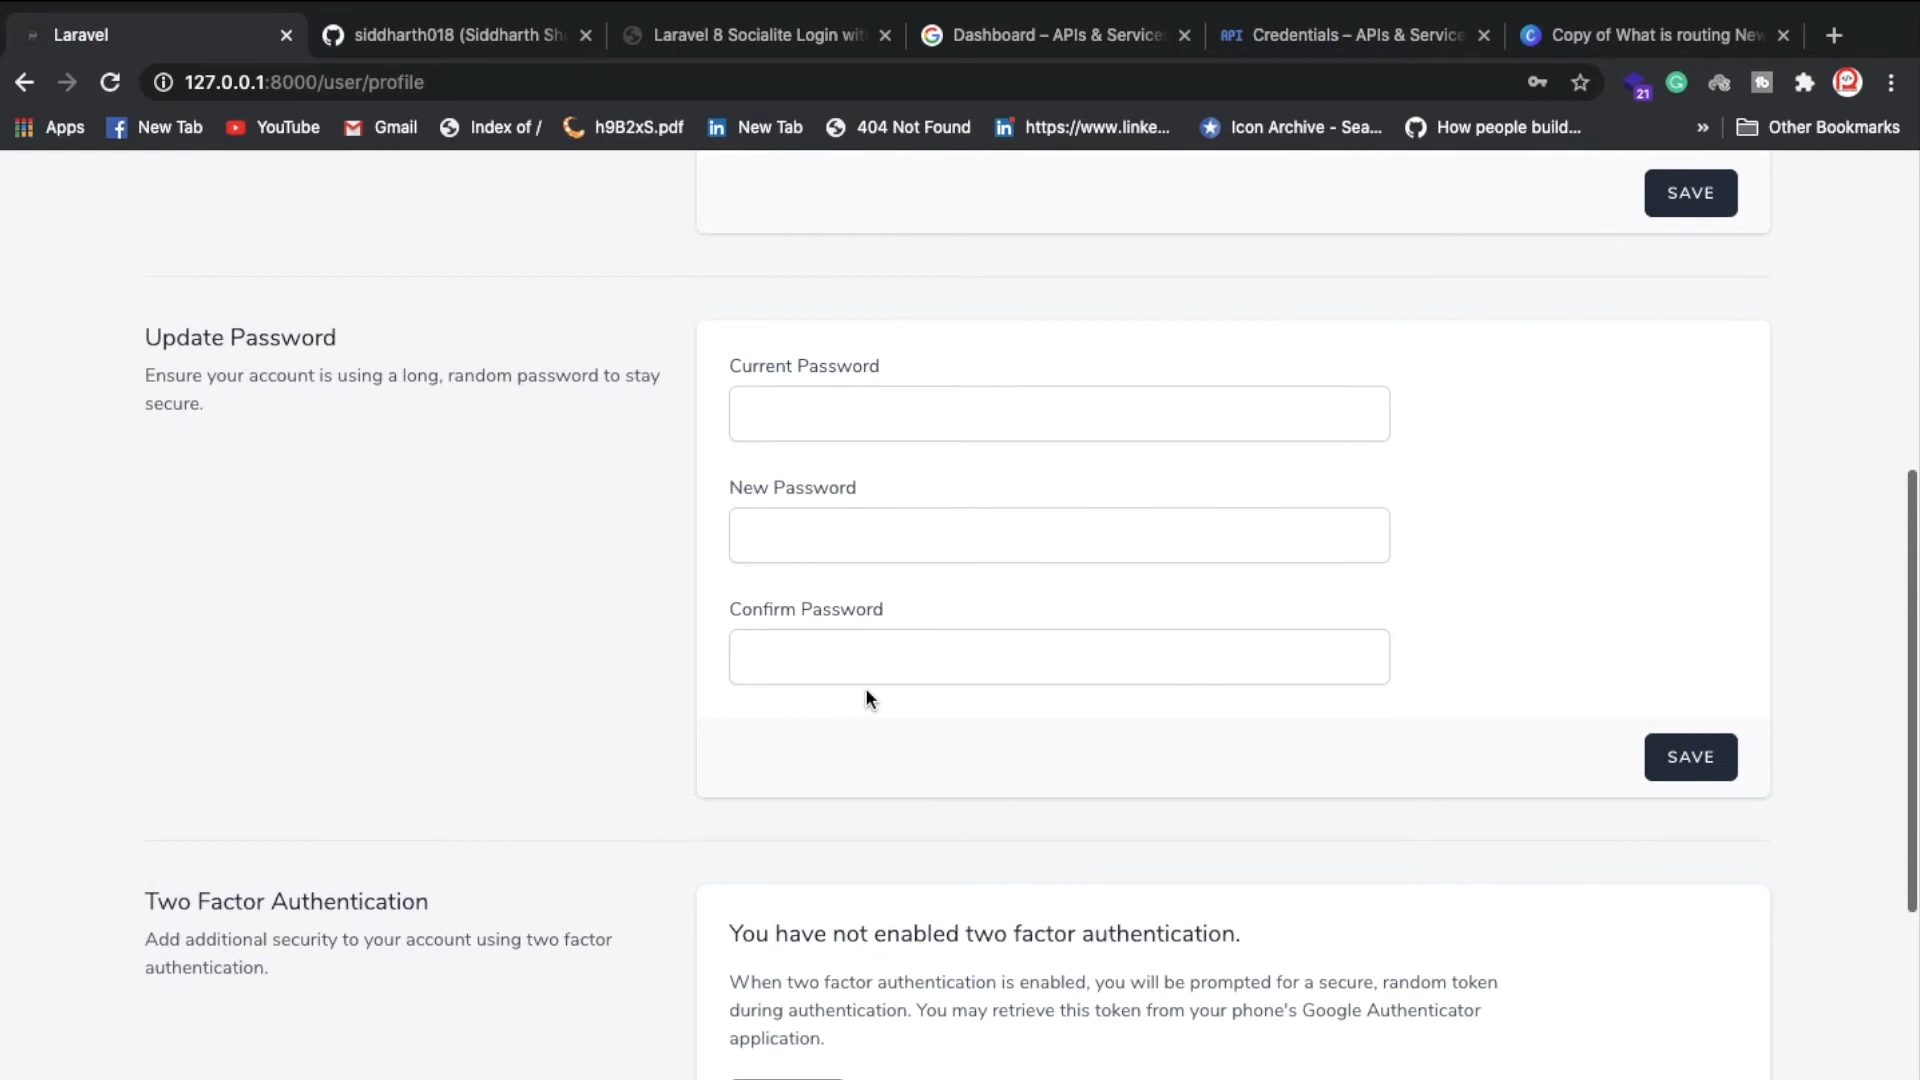 Laravel
siddharth018 (Siddharth Sh
Laravel 8 Socialite Login wit
Dashboard – APIs & Service
API Credentials – APIs & Service
Copy of What is routing New
127.0.0.1:8000/user/profile
21
Apps
New Tab
YouTube
Gmail
Index of /
h9B2xS.pdf
New Tab
404 Not Found
https://www.linke...
Icon Archive - Sea...
How people build...
»
Other Bookmarks
SAVE
Update Password
Ensure your account is using a long, random password to stay
secure.
Current Password
New Password
Confirm Password
SAVE
Two Factor Authentication
Add additional security to your account using two factor
authentication.
You have not enabled two factor authentication.
When two factor authentication is enabled, you will be prompted for a secure, random token
during authentication. You may retrieve this token from your phone's Google Authenticator
application.